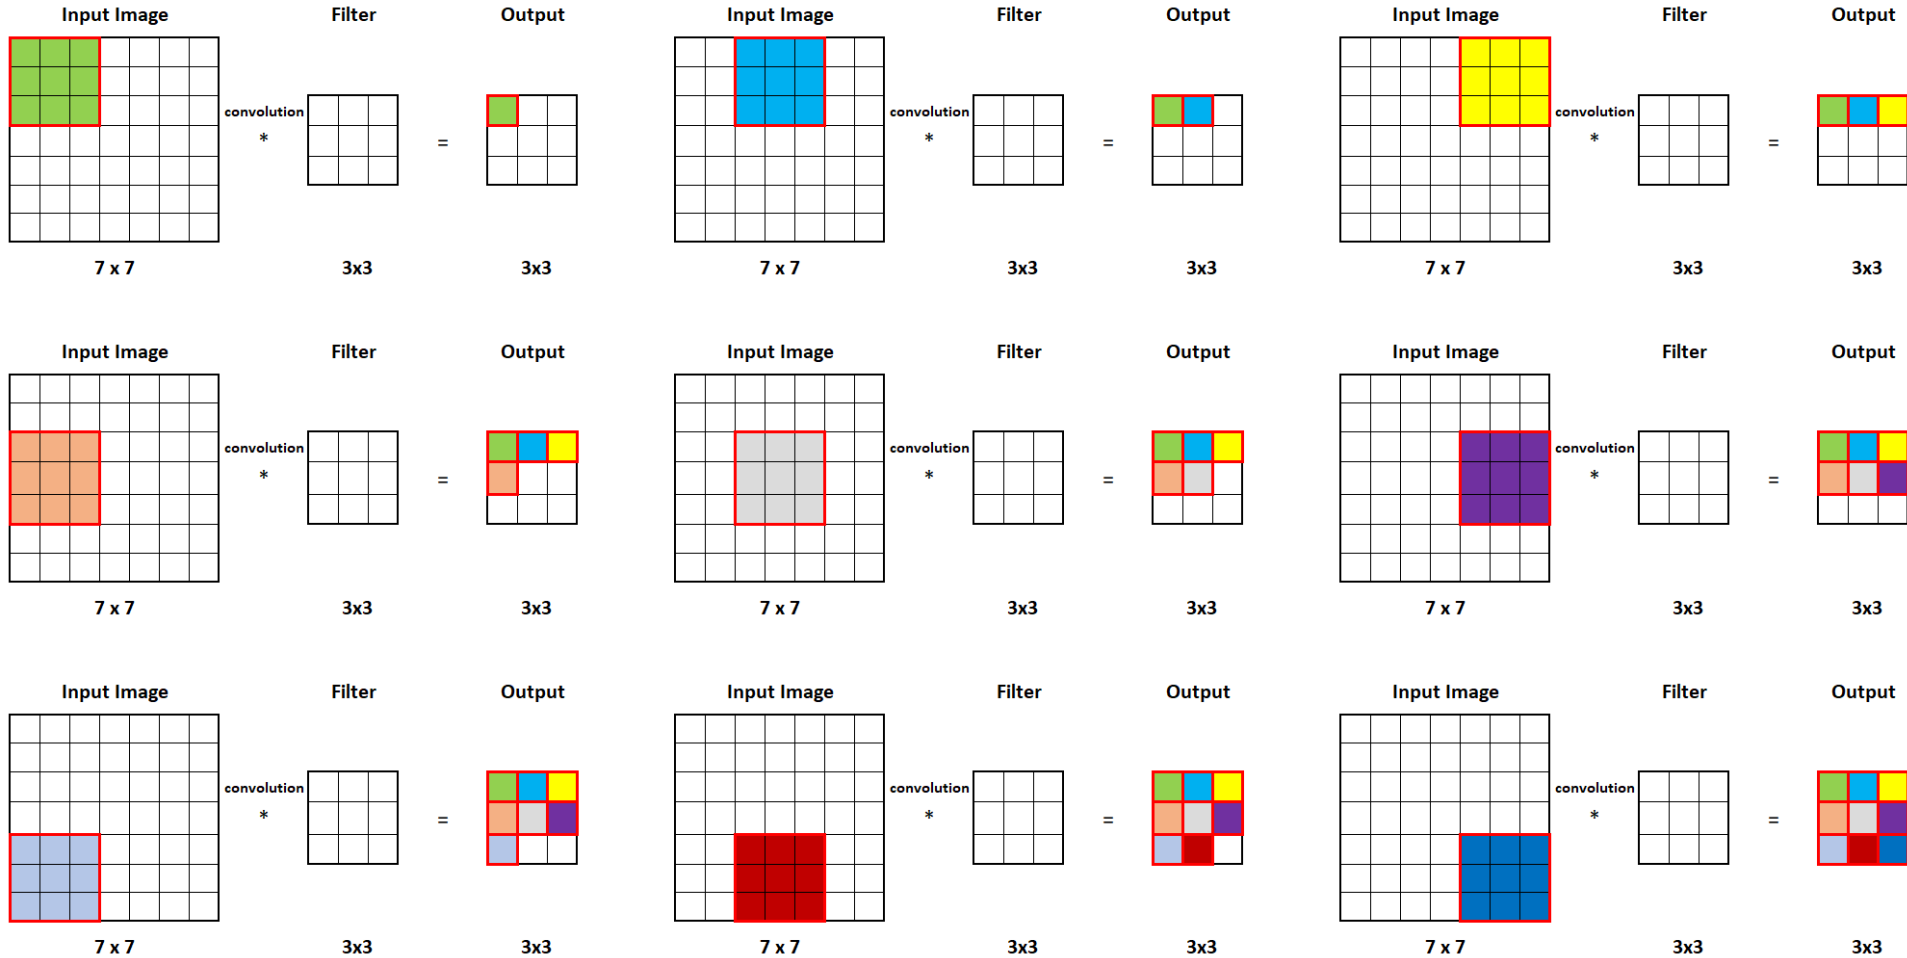 Input Image Filter Output Input Image Filter Output Input Image Filter Output
convolution convolution convolution
* = * = * =
7 x 7 3x3 3x3 7 x 7 3x3 3x3 7 x 7 3x3 3x3
Input Image Filter Output Input Image Filter Output Input Image Filter Output
convolution convolution convolution
* = * = * =
7 x 7 3x3 3x3 7 x 7 3x3 3x3 7 x 7 3x3 3x3
Input Image Filter Output Input Image Filter Output Input Image Filter Output
convolution convolution convolution
* = * = * =
7 x 7 3x3 3x3 7 x 7 3x3 3x3 7 x 7 3x3 3x3